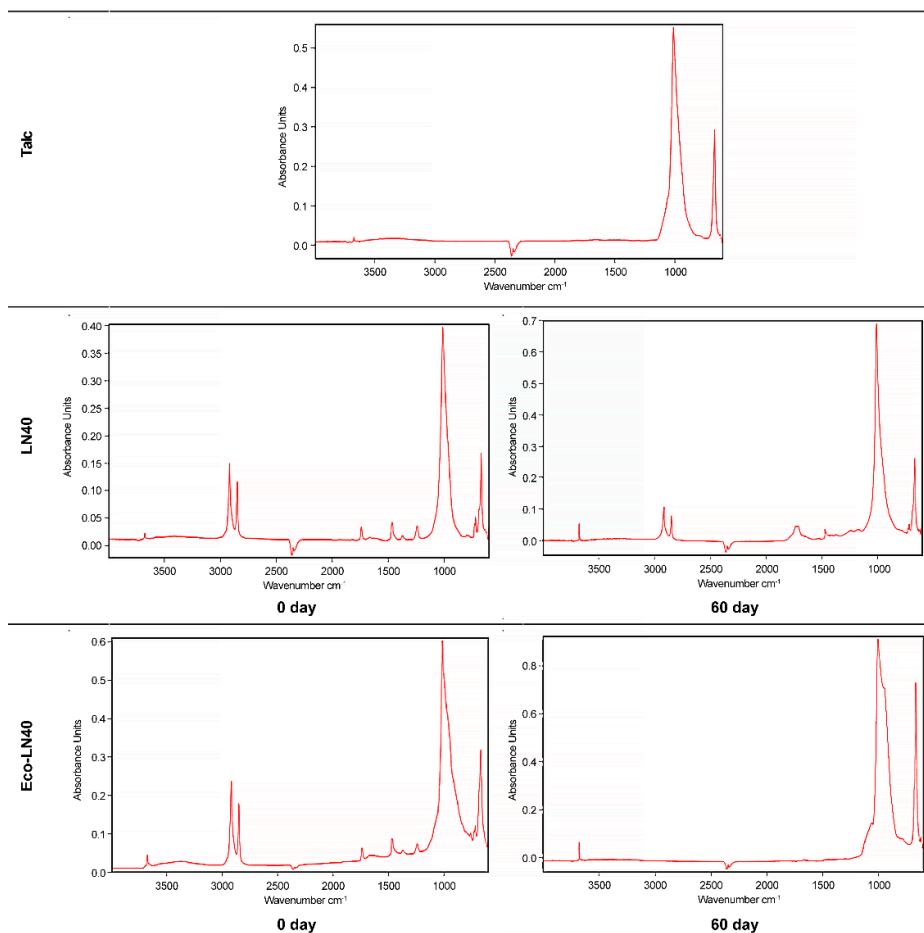 Talc
Absorbance Units
0.5
0.4
0.3
0.2
0.1
0.0
3500 3000 2500 2000 1500 1000
Wavenumber cm-1
LN40
Absorbance Units
0.40
0.35
0.30
0.25
0.20
0.15
0.10
0.05
0.00
3500 3000 2500 2000 1500 1000
Wavenumber cm-1
0 day
Absorbance Units
0.7
0.6
0.5
0.4
0.3
0.2
0.1
0.0
3500 3000 2500 2000 1500 1000
Wavenumber cm-1
60 day
Eco-LN40
Absorbance Units
0.6
0.5
0.4
0.3
0.2
0.1
0.0
3500 3000 2500 2000 1500 1000
Wavenumber cm-1
0 day
Absorbance Units
0.8
0.6
0.4
0.2
0.0
3500 3000 2500 2000 1500 1000
Wavenumber cm-1
60 day